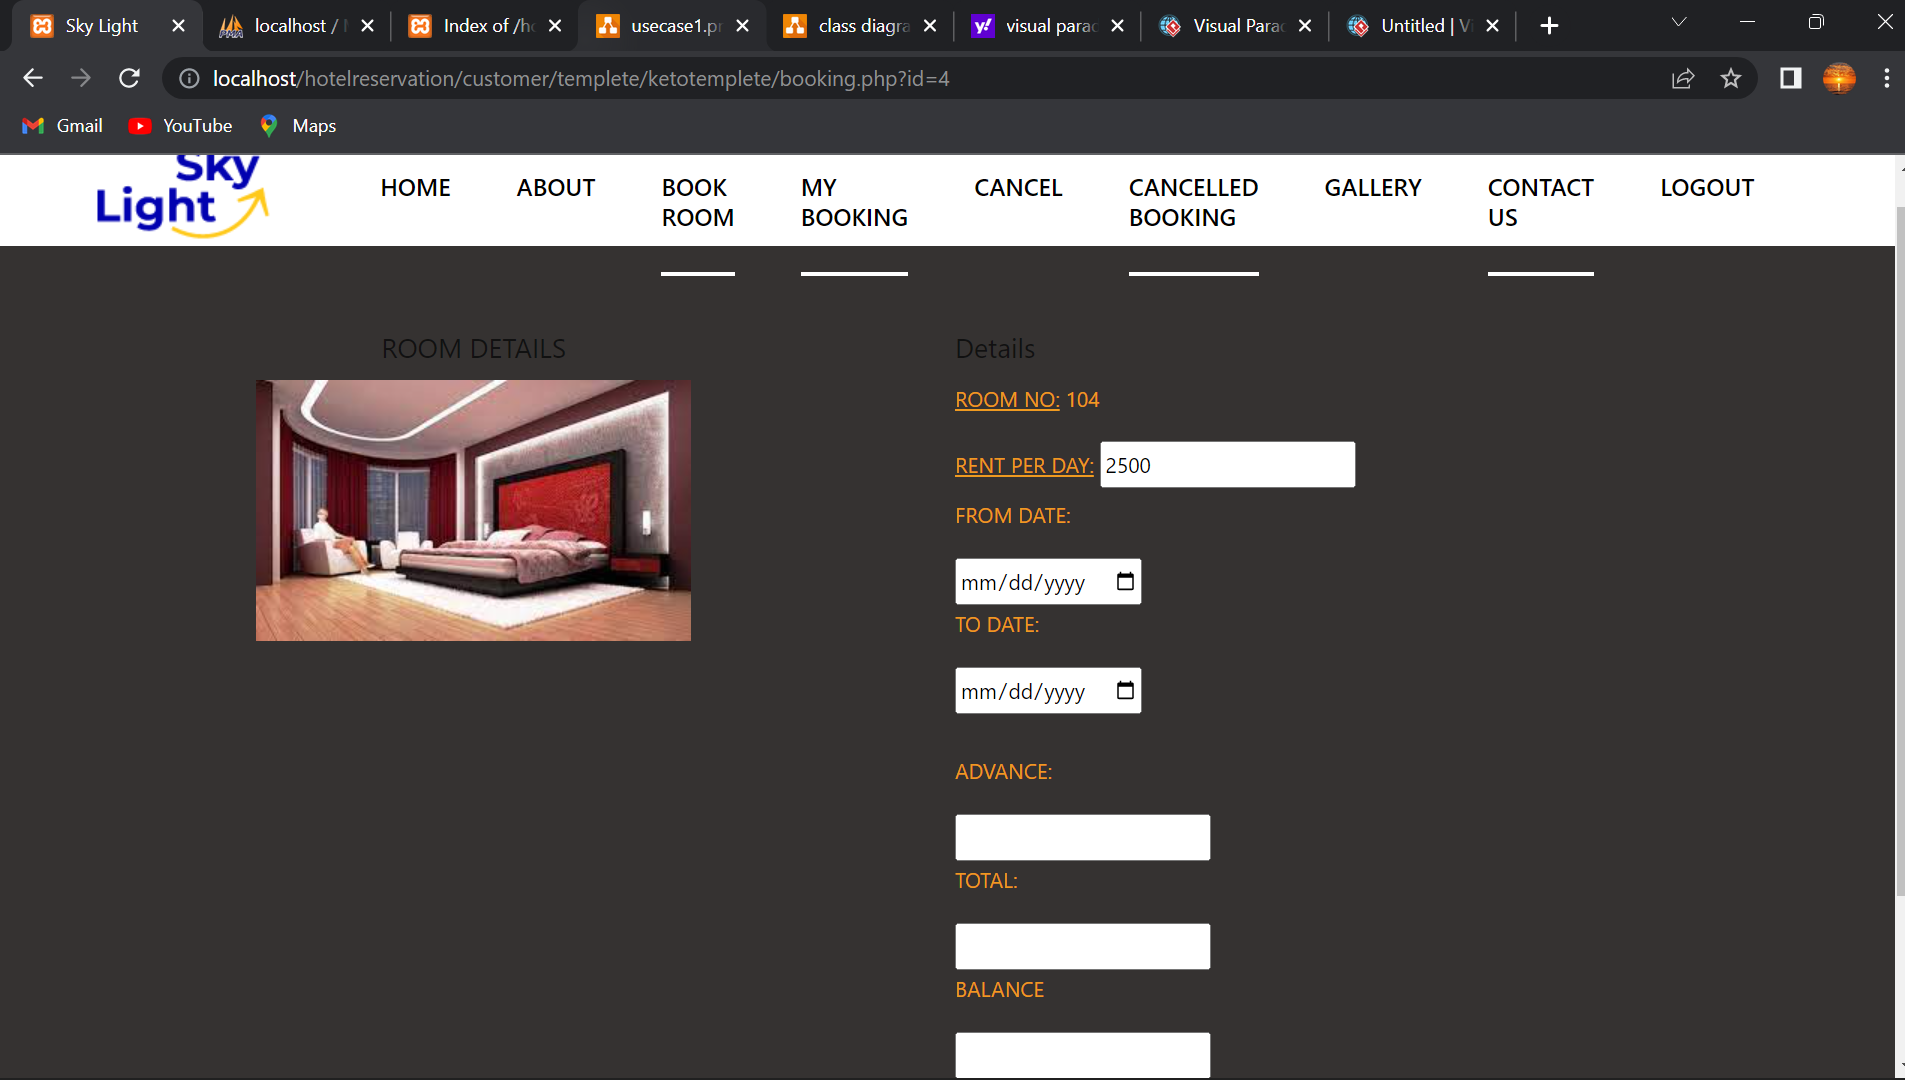 Sky Light
localhost /
Index of /h
usecase1.p
class diagra
visual parac
Visual Parac
Untitled | V
localhost/hotelreservation/customer/templete/ketotemplete/booking.php?id=4
Gmail YouTube Maps
Sky
Light
HOME ABOUT BOOK MY CANCEL CANCELLED GALLERY CONTACT LOGOUT
ROOM BOOKING BOOKING US
ROOM DETAILS
Details
ROOM NO: 104
RENT PER DAY: 2500
FROM DATE:
mm/dd/yyyy
TO DATE:
mm/dd/yyyy
ADVANCE:
TOTAL:
BALANCE